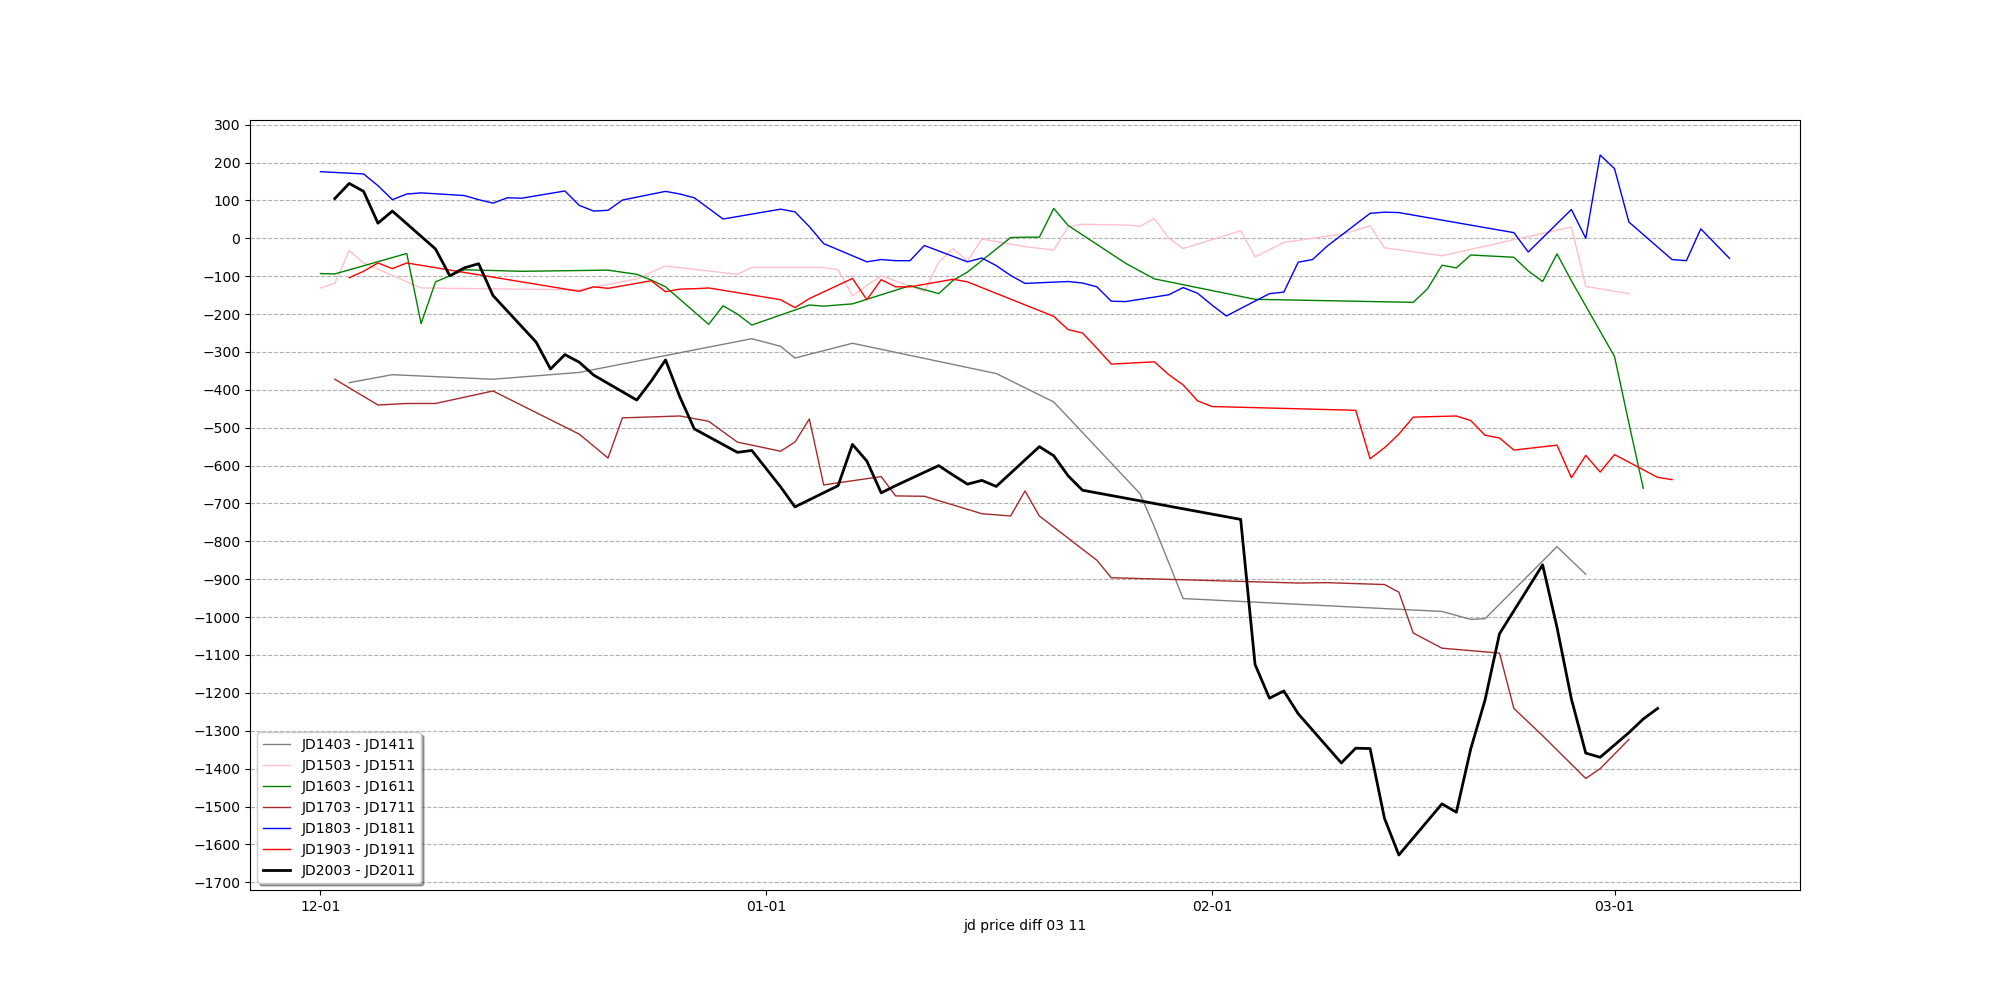 300
200
100
0
−100
−200
−300
−400
−500
−600
−700
−800
−900
−1000
−1100
−1200
−1300
−1400
−1500
−1600
−1700
JD1403 - JD1411
JD1503 - JD1511
JD1603 - JD1611
JD1703 - JD1711
JD1803 - JD1811
JD1903 - JD1911
JD2003 - JD2011
12-01 01-01 02-01 03-01
jd price diff 03 11